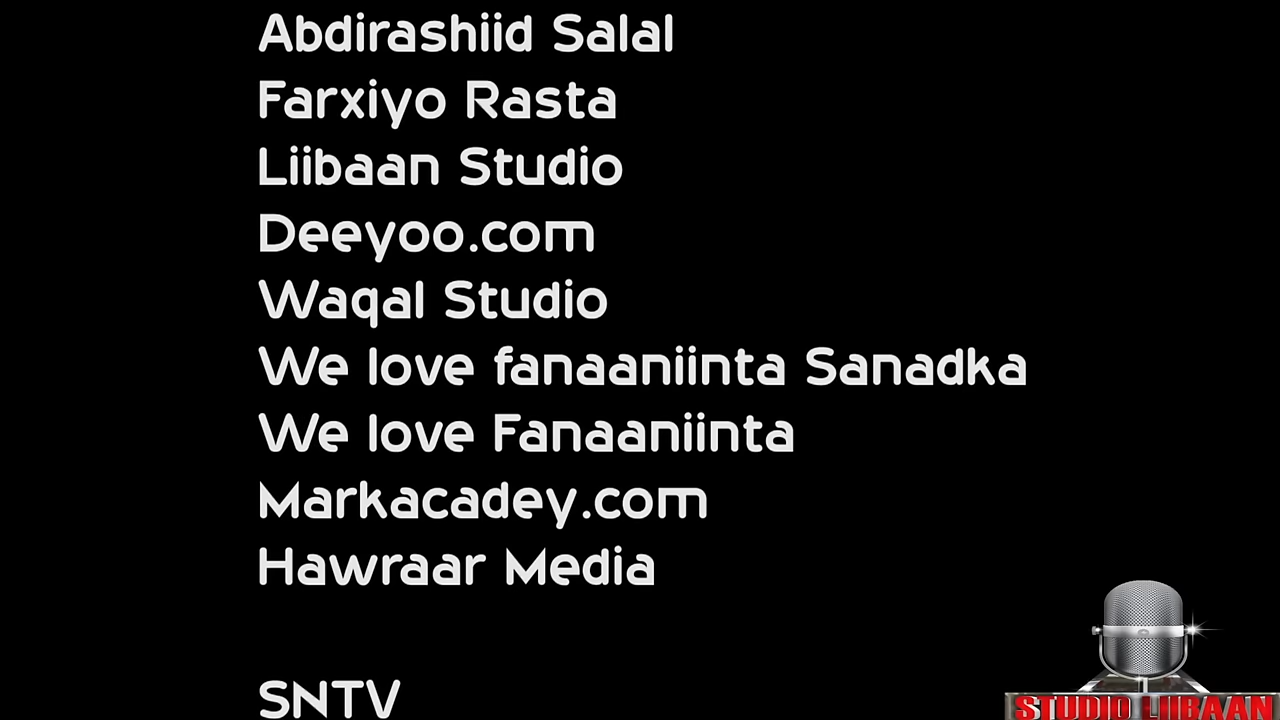 Abdirashiid Salal
Farxiyo Rasta
Liibaan Studio
Deeyoo.com
Waqal Studio
We love fanaaniinta Sanadka
We love Fanaaniinta
Markacadey.com
Hawraar Media
SNTV
STUDIO LIIBAAN